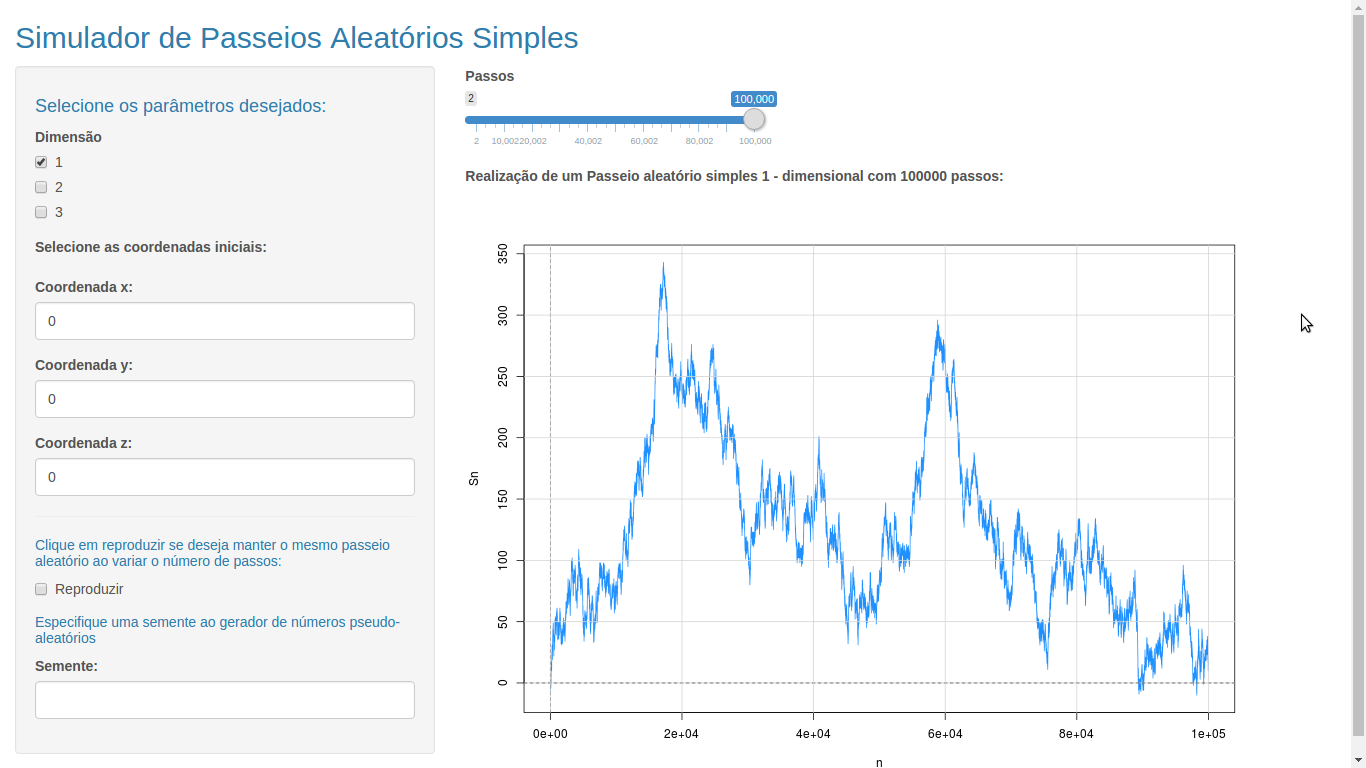 Simulador de Passeios Aleatórios Simples
Selecione os parâmetros desejados:
Dimensão
1
2
3
Selecione as coordenadas iniciais:
Coordenada x:
0
Coordenada y:
0
Coordenada z:
0
Clique em reproduzir se deseja manter o mesmo passeio
aleatório ao variar o número de passos:
Reproduzir
Especifique uma semente ao gerador de números pseudo-
aleatórios
Semente:
Passos
2 100,000
2 10,002 20,002 40,002 60,002 80,002 100,000
Realização de um Passeio aleatório simples 1 - dimensional com 100000 passos:
350
300
250
200
150
100
50
0
Sn
0e+00 2e+04 4e+04 6e+04 8e+04 1e+05
n